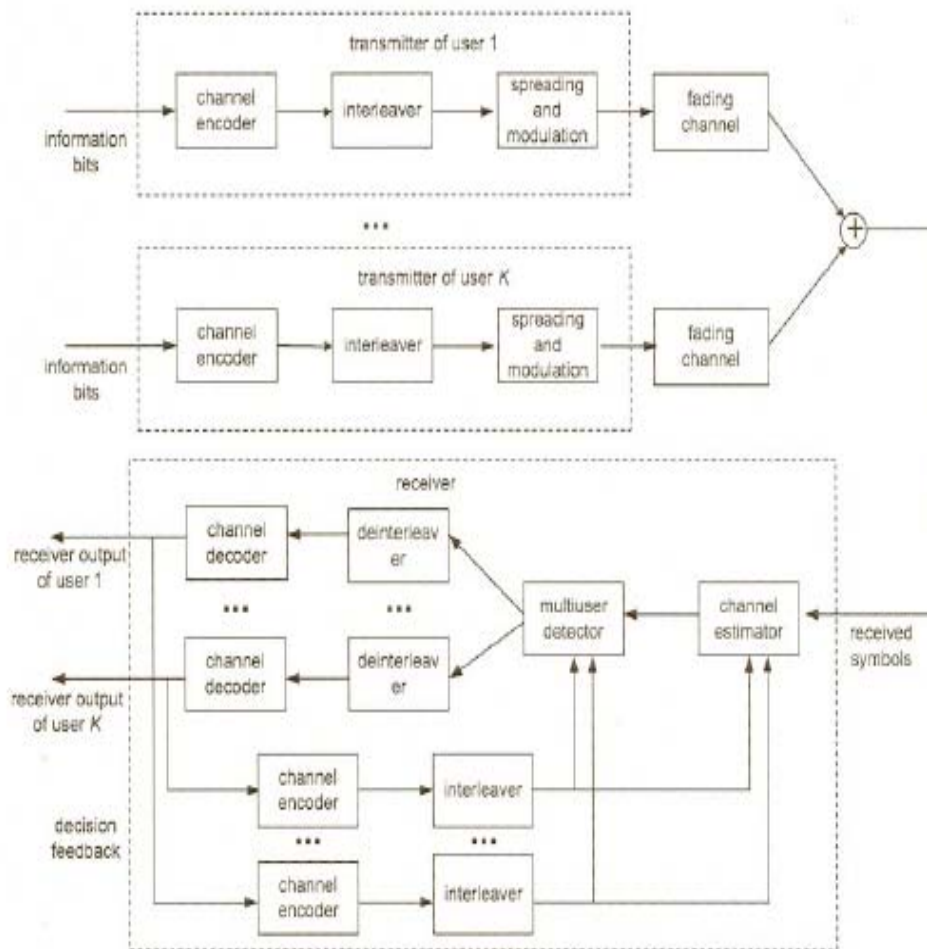 transmitter of user 1
channel
encoder
interleaver
spreading
and
modulation
fading
channel
information
bits
...
transmitter of user K
channel
encoder
interleaver
spreading
and
modulation
fading
channel
information
bits
+
receiver
channel
decoder
deinterleav
er
receiver output
of user 1
...
...
multiuser
detector
channel
estimator
received
symbols
channel
decoder
deinterleav
er
receiver output
of user K
channel
encoder
interleaver
decision
feedback
...
...
channel
encoder
interleaver